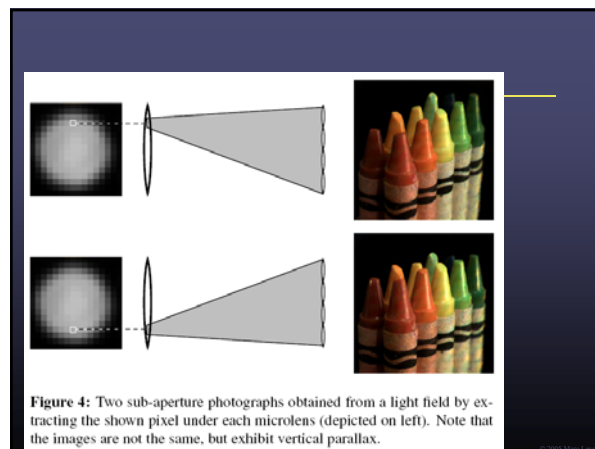 Figure 4: Two sub-aperture photographs obtained from a light field by ex-
tracting the shown pixel under each microlens (depicted on left). Note that
the images are not the same, but exhibit vertical parallax.